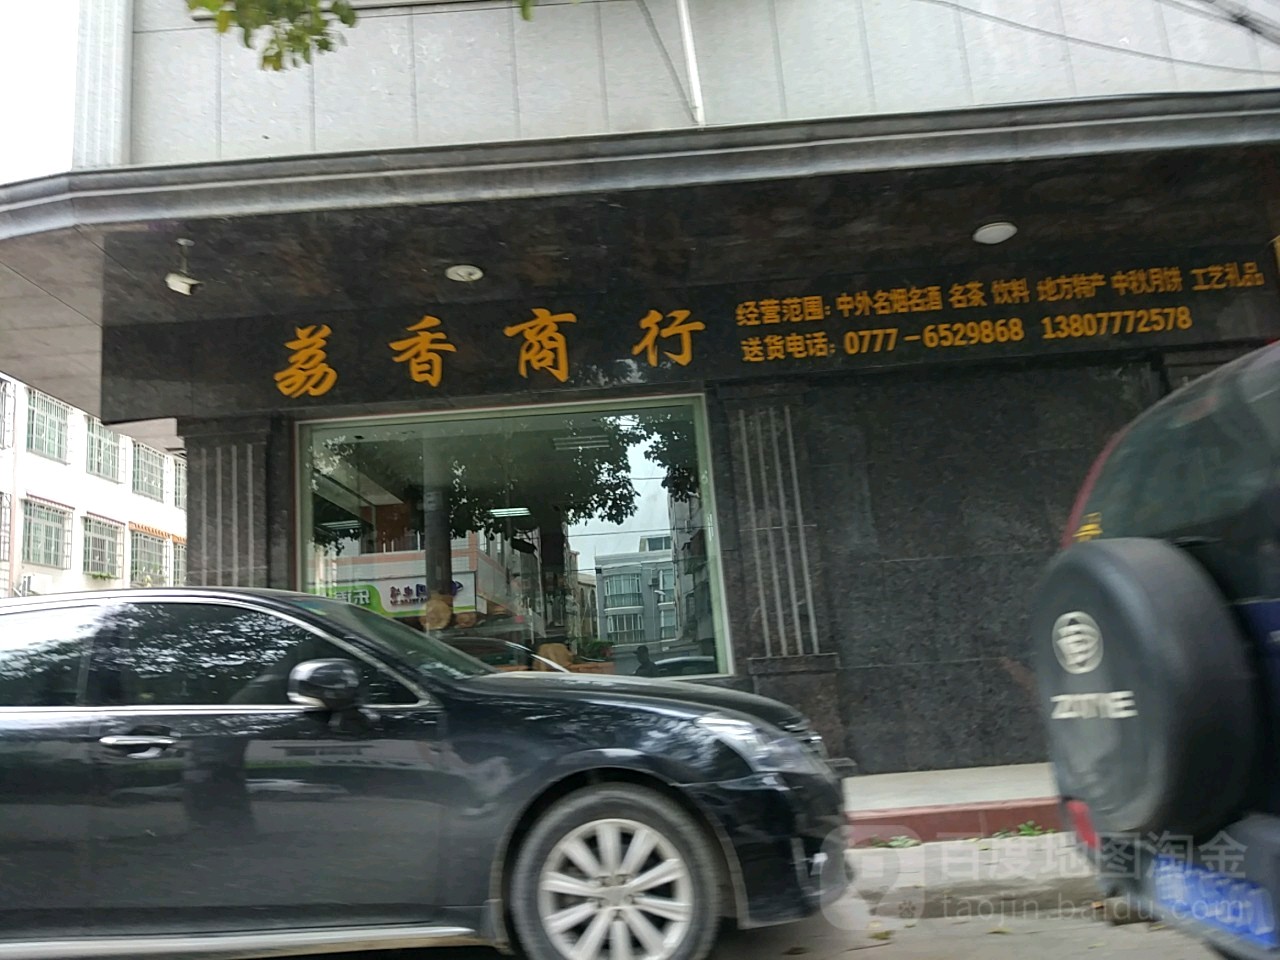 荔香商行
经营范围：中外名烟名酒 名茶 饮料 地方特产 中秋月饼 工艺礼品
送货电话：0777-6529868 13807772578
ZOTYE
百度地图淘金
taojin.baidu.com